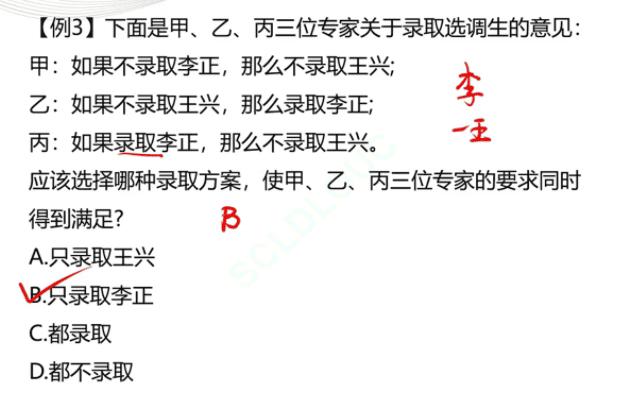 【例3】下面是甲、乙、丙三位专家关于录取选调生的意见：
甲：如果不录取李正，那么不录取王兴;
乙：如果不录取王兴，那么录取李正;
丙：如果录取李正，那么不录取王兴。
李
一王
应该选择哪种录取方案，使甲、乙、丙三位专家的要求同时
得到满足?
B
A.只录取王兴
B.只录取李正
C.都录取
D.都不录取
SCLDLGUC